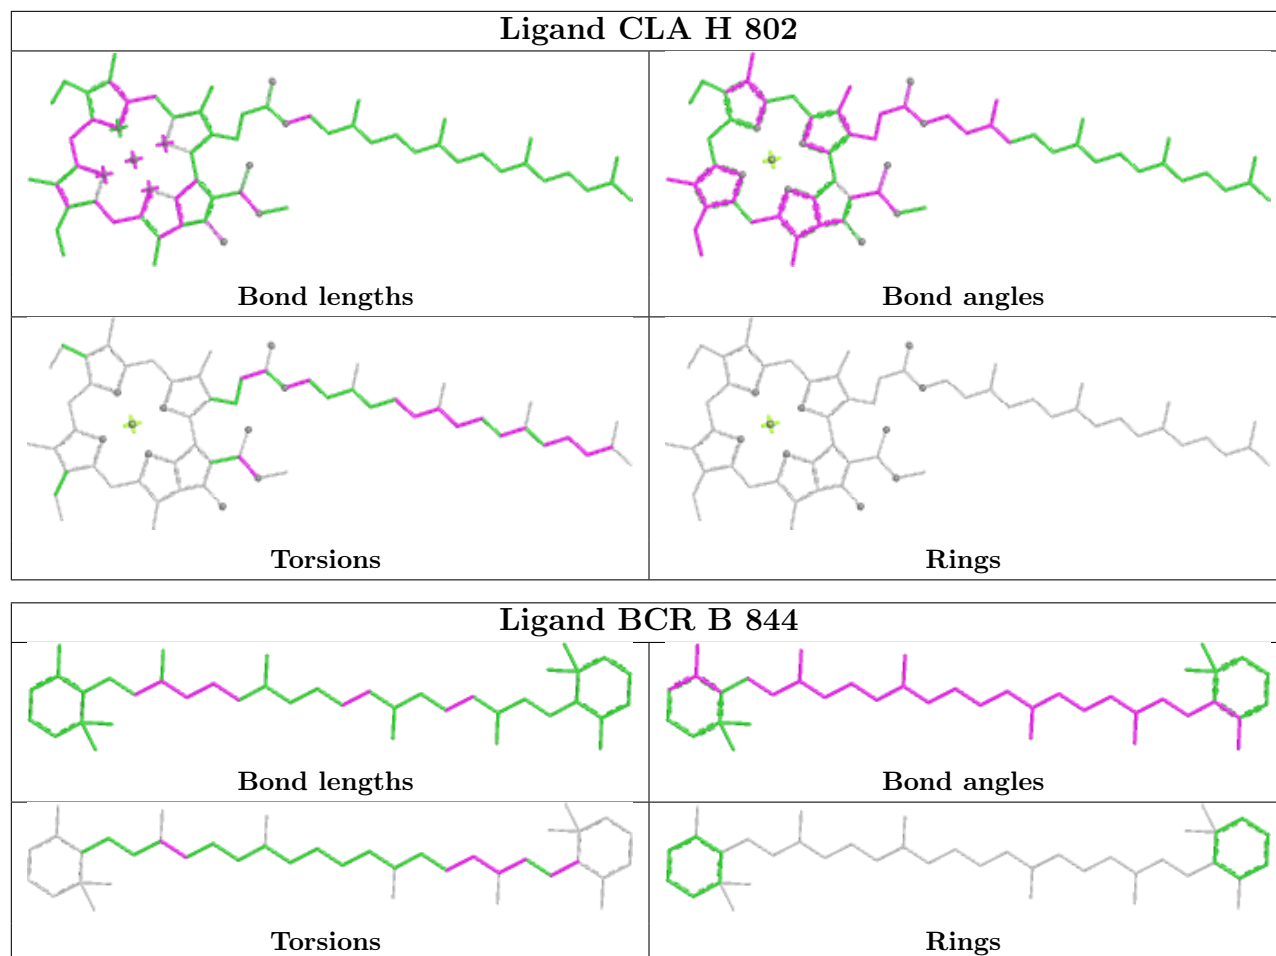 Ligand CLA H 802
Bond lengths
Bond angles
Torsions
Rings
Ligand BCR B 844
Bond lengths
Bond angles
Torsions
Rings